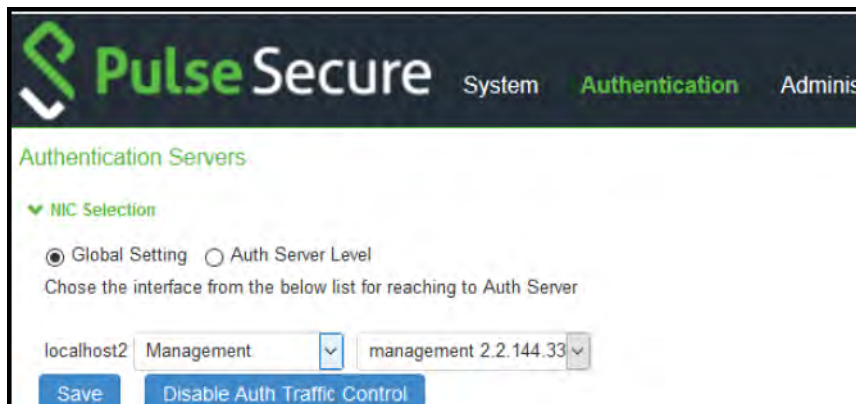 Pulse Secure System Authentication Adminis
Authentication Servers
NIC Selection
Global Setting Auth Server Level
Chose the interface from the below list for reaching to Auth Server
localhost2 Management management 2.2.144.33
Save Disable Auth Traffic Control